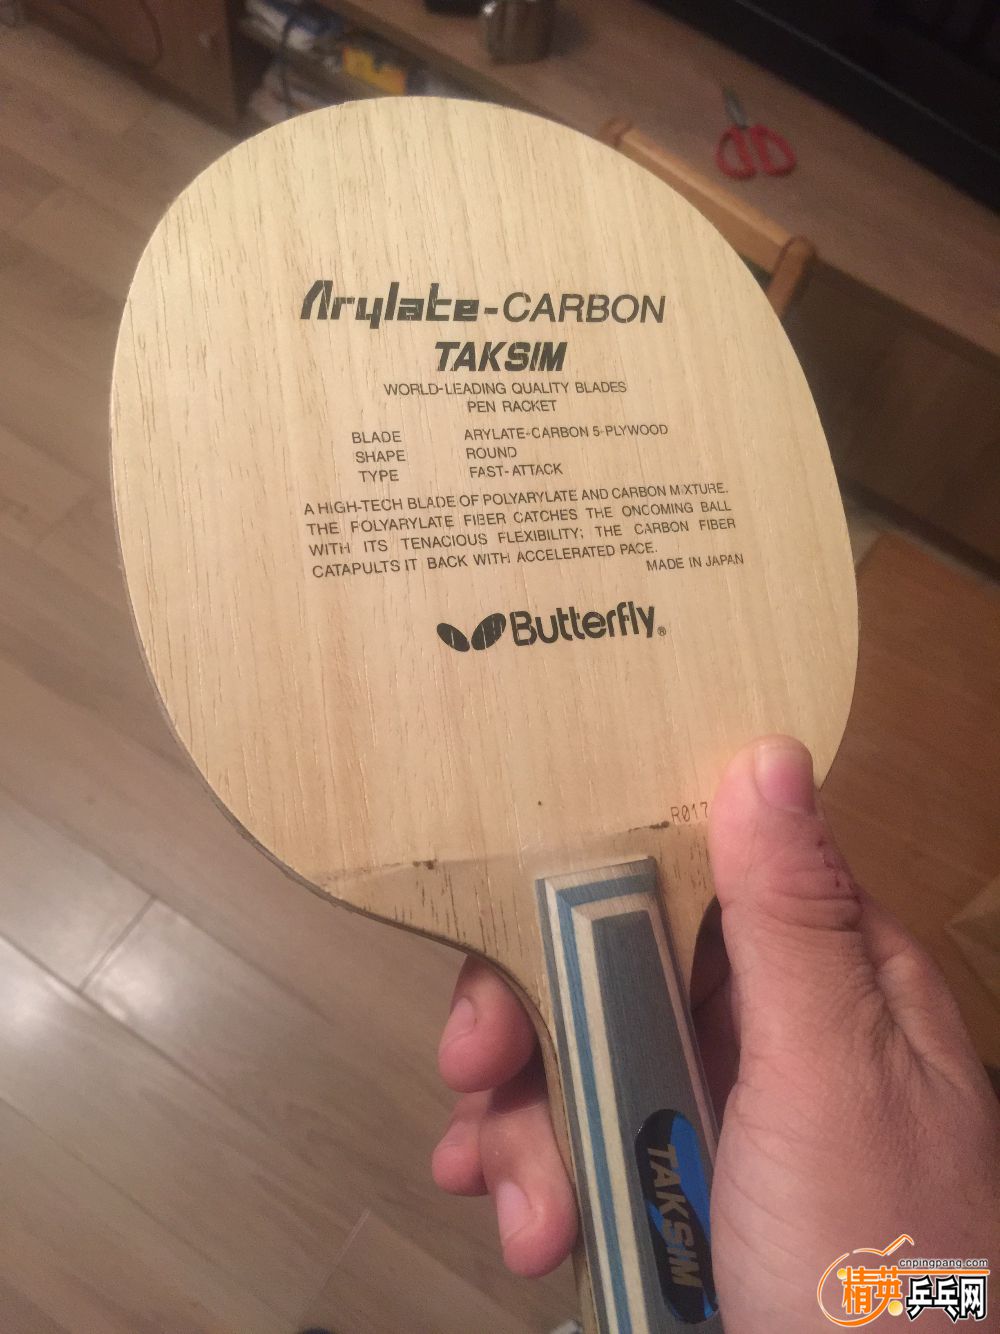 Arylate-CARBON
TAKSIM
WORLD-LEADING QUALITY BLADES
PEN RACKET
BLADE ARYLATE-CARBON 5-PLYWOOD
SHAPE ROUND
TYPE FAST-ATTACK
A HIGH-TECH BLADE OF POLYARYLATE AND CARBON MIXTURE.
THE POLYARYLATE FIBER CATCHES THE ONCOMING BALL
WITH ITS TENACIOUS FLEXIBILITY; THE CARBON FIBER
CATAPULTS IT BACK WITH ACCELERATED PACE.
MADE IN JAPAN
Butterfly®
R017
TAKSIM
cnpingpang.com
精英乒乓网